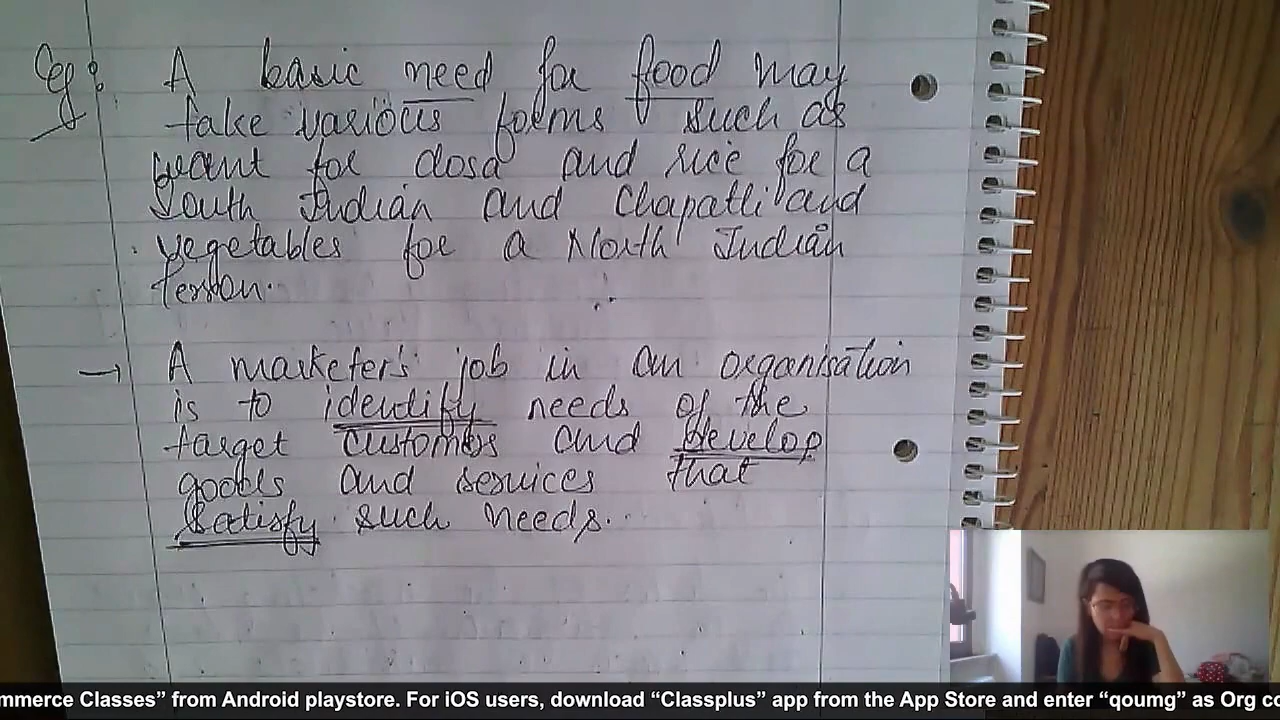 Eg: A basic need for food may
take various forms such as
want for dosa and rice for a
South Indian and Chapatti and
vegetables for a North Indian
Person.
→ A marketer's job in an organisation
is to identify needs of the
target customers and develop
goods and services that
satisfy such needs.
mmerce Classes” from Android playstore. For iOS users, download “Classplus” app from the App Store and enter “qoumg” as Org co